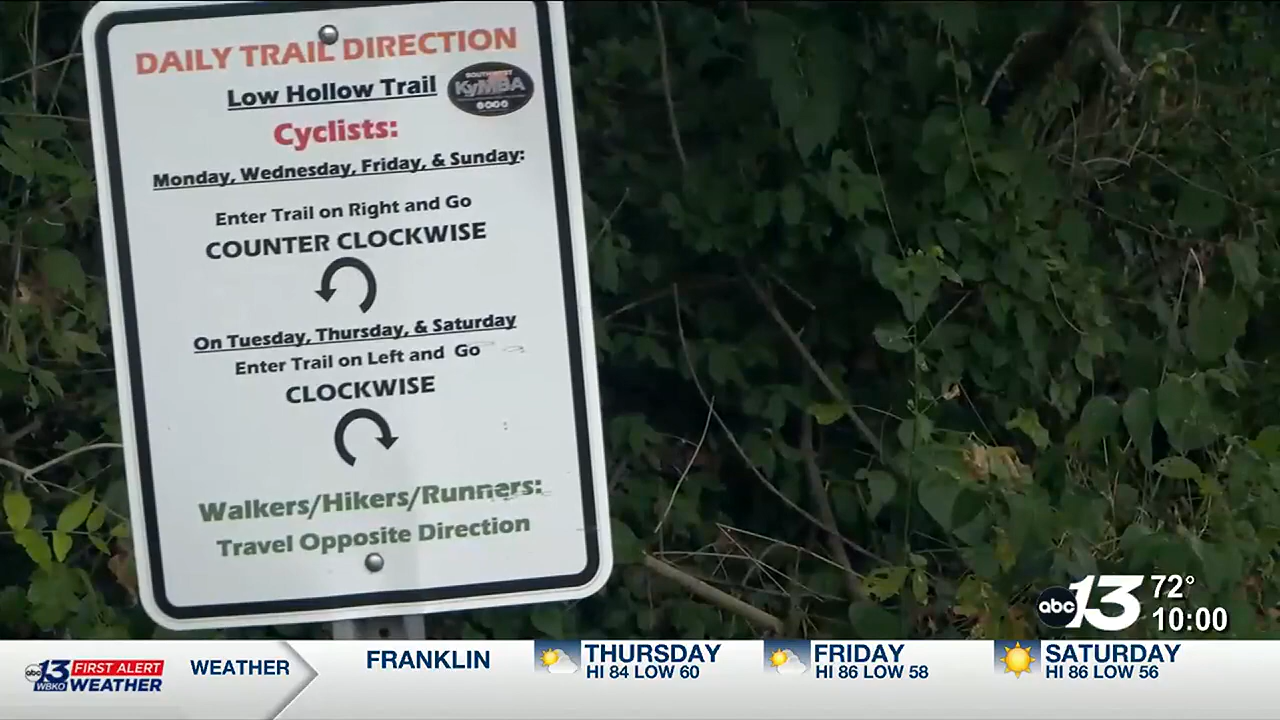 DAILY TRAIL DIRECTION
Low Hollow Trail
SOUTHWEST
KyMBA
Cyclists:
Monday, Wednesday, Friday, & Sunday:
Enter Trail on Right and Go
COUNTER CLOCKWISE
On Tuesday, Thursday, & Saturday
Enter Trail on Left and Go
CLOCKWISE
Walkers/Hikers/Runners:
Travel Opposite Direction
abc 13 72°
10:00
abc 13 FIRST ALERT
WBKO WEATHER
WEATHER
FRANKLIN
THURSDAY
HI 84 LOW 60
FRIDAY
HI 86 LOW 58
SATURDAY
HI 86 LOW 56